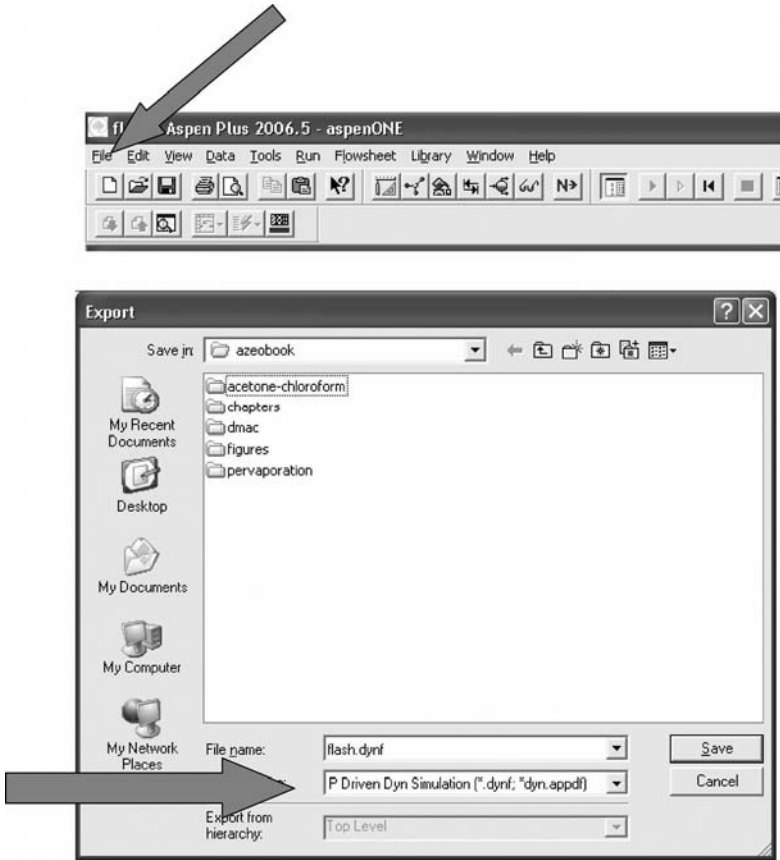 fl Aspen Plus 2006.5 - aspenONE
File Edit View Data Tools Run Flowsheet Library Window Help
N>
Export
Save in: azeobook
acetone-chloroform
chapters
dmac
figures
pervaporation
My Recent
Documents
Desktop
My Documents
My Computer
My Network
Places
File name: flash.dynf Save
P Driven Dyn Simulation (*.dynf; *dyn.appdf) Cancel
Export from
hierarchy: Top Level